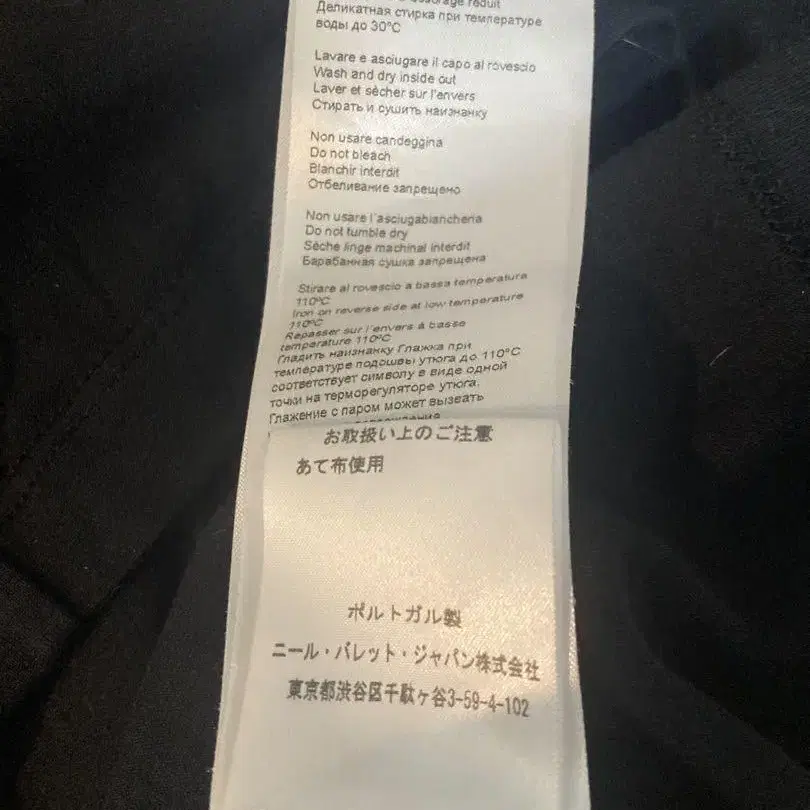 essorage réduit
Деликатная стирка при температуре
воды до 30°C
Lavare e asciugare il capo al rovescio
Wash and dry inside out
Laver et sècher sur l'envers
Стирать и сушить наизнанку
Non usare candeggina
Do not bleach
Blanchir interdit
Отбеливание запрещено
Non usare l'asciugabiancheria
Do not tumble dry
Sèche linge machinal interdit
Барабанная сушка запрещена
Stirare al rovescio a bassa temperatura
110°C
Iron on reverse side at low temperature
110°C
Repasser sur l'envers à basse
temperature 110°C
Гладить наизнанку Глажка при
температуре подошвы утюга до 110°C
соответствует символу в виде одной
точки на терморегуляторе утюга.
Глажение с паром может вызвать
お取扱い上のご注意
あて布使用
ポルトガル製
ニール・バレット・ジャパン株式会社
東京都渋谷区千駄ヶ谷3-59-4-102